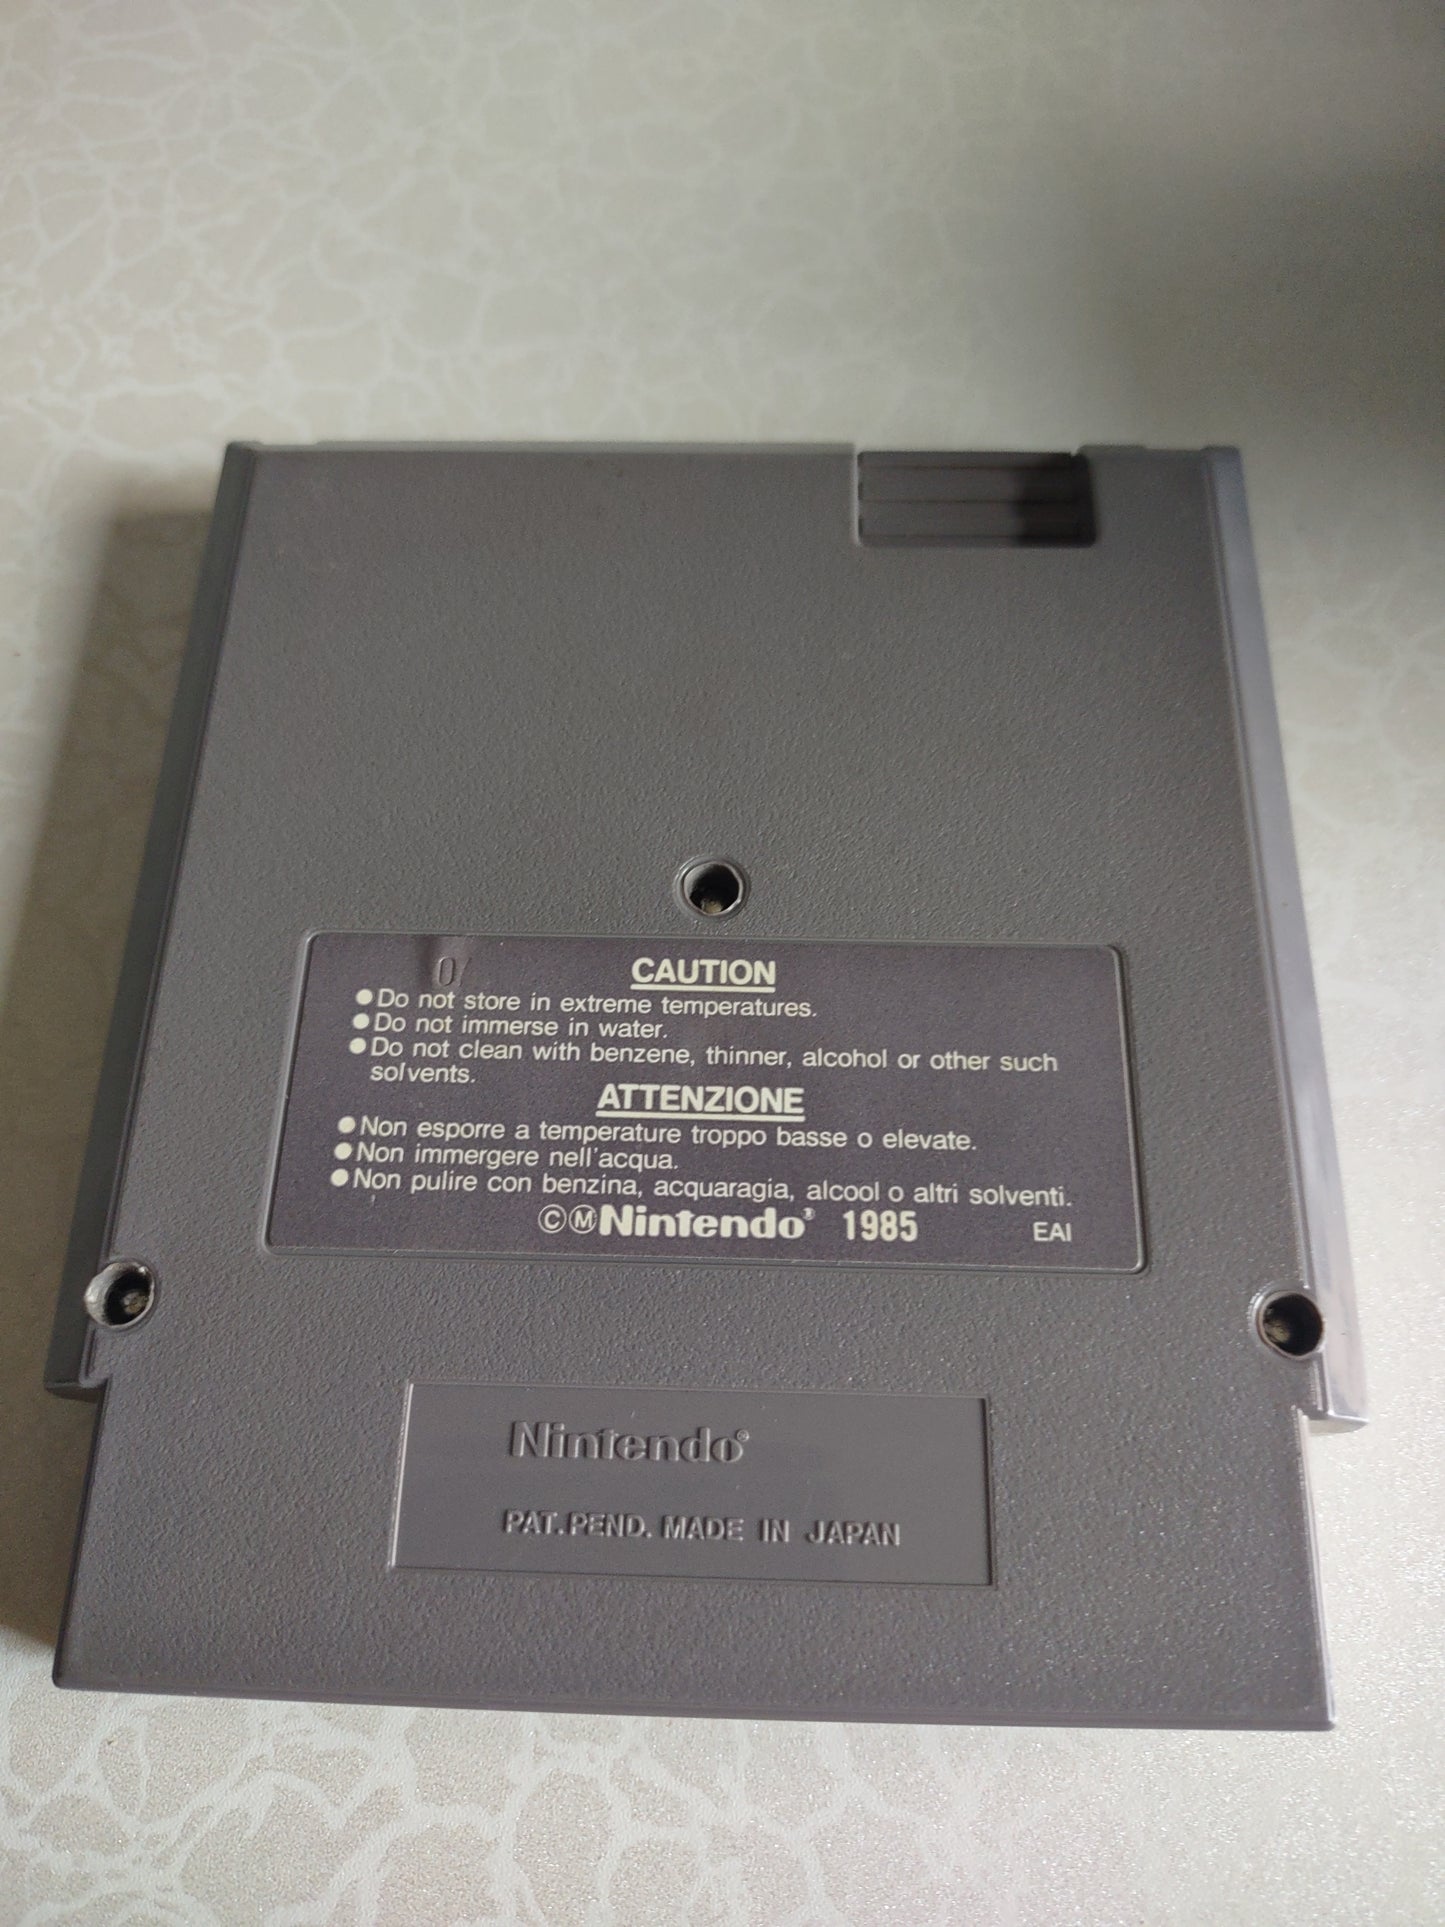 CAUTION
●Do not store in extreme temperatures.
●Do not immerse in water.
●Do not clean with benzene, thinner, alcohol or other such
solvents.
ATTENZIONE
●Non esporre a temperature troppo basse o elevate.
●Non immergere nell'acqua.
●Non pulire con benzina, acquaragia, alcool o altri solventi.
©ⓂNintendo® 1985 EAI
Nintendo®
PAT. PEND. MADE IN JAPAN